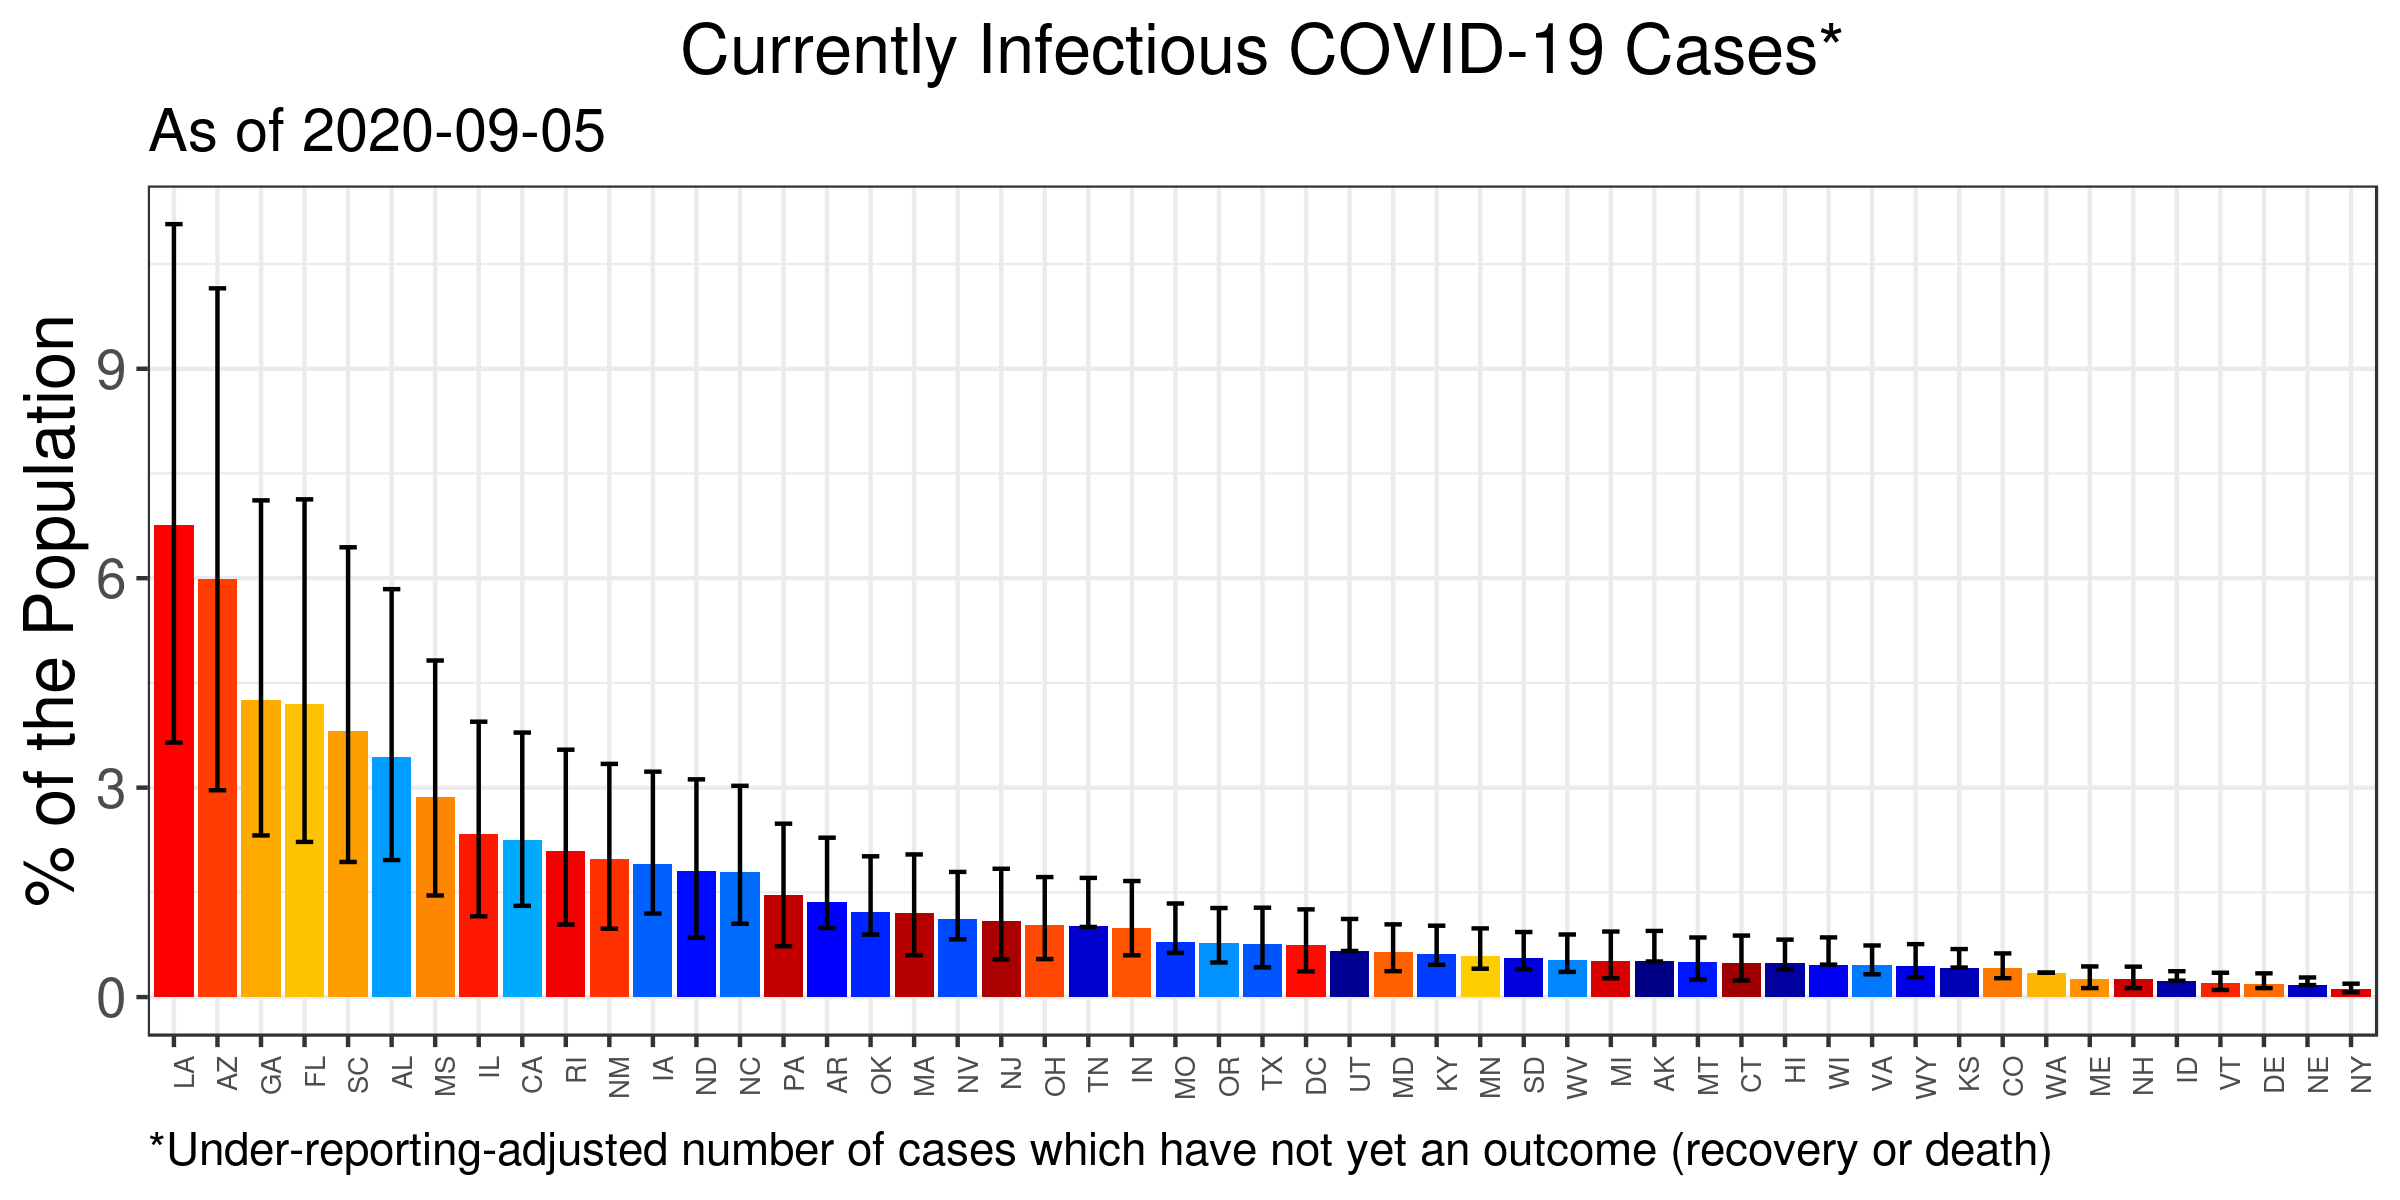 Currently Infectious COVID-19 Cases*
As of 2020-09-05
% of the Population
9
6
3
0
LA AZ GA FL SC AL MS IL CA RI NM IA ND NC PA AR OK MA NV NJ OH TN IN MO OR TX DC UT MD KY MN SD WV MI AK MT CT HI WI VA WY KS CO WA ME NH ID VT DE NE NY
*Under-reporting-adjusted number of cases which have not yet an outcome (recovery or death)